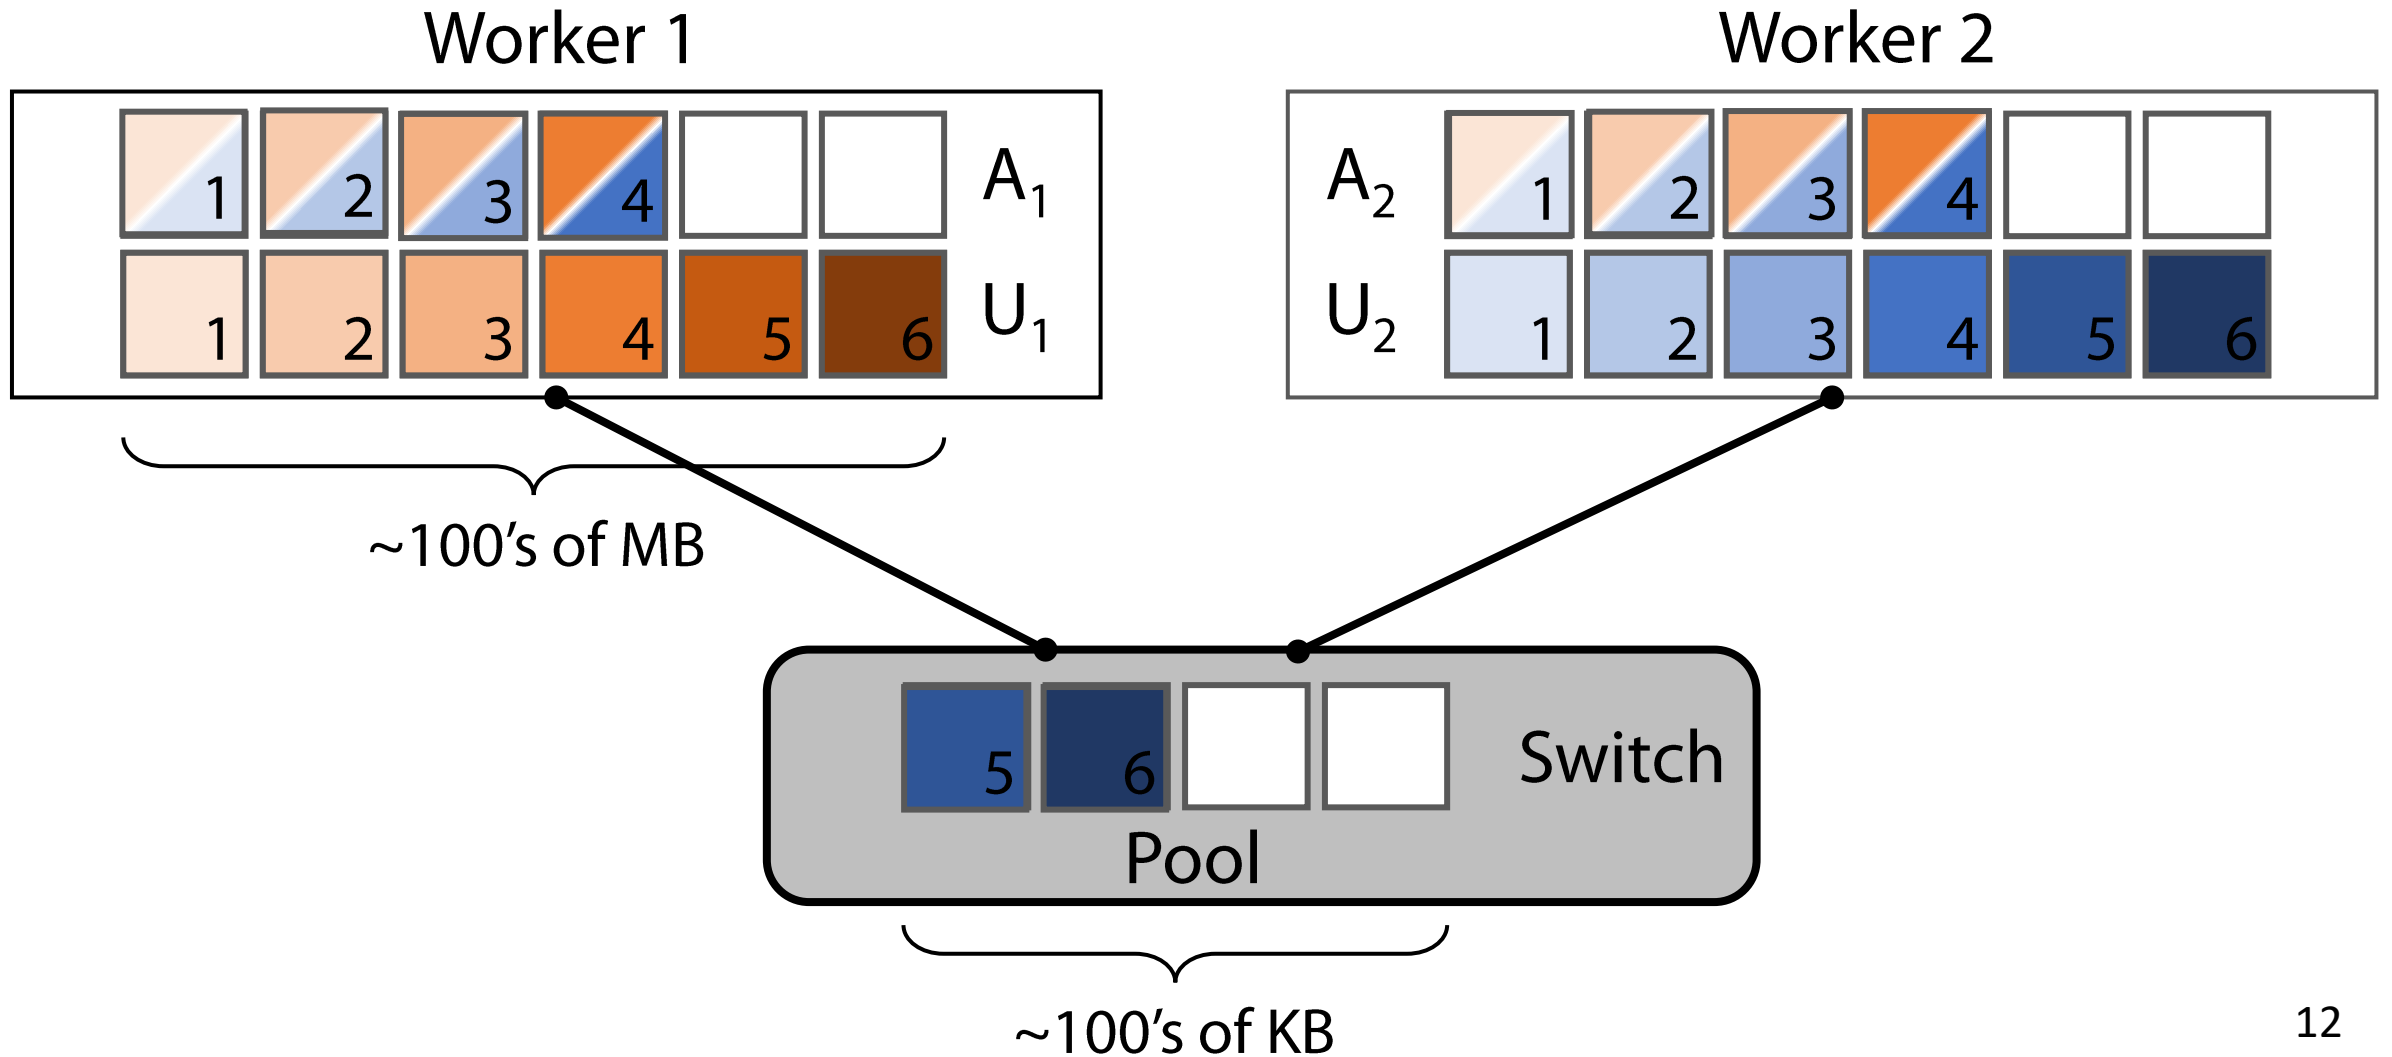 Worker 1
Worker 2
1 2 3 4 A₁
1 2 3 4 5 6 U₁
A₂ 1 2 3 4
U₂ 1 2 3 4 5 6
~100’s of MB
5 6
Switch
Pool
~100’s of KB
12